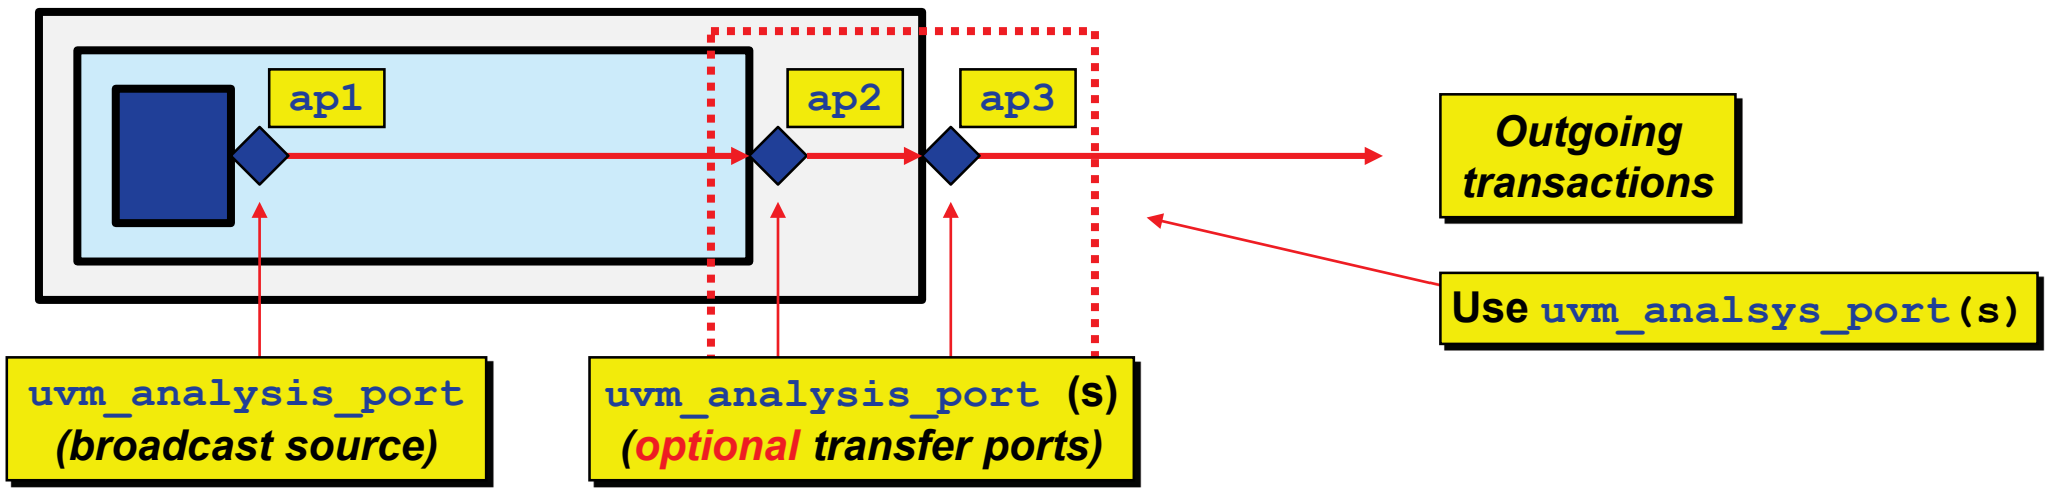 ap1
ap2
ap3
Outgoing
transactions
Use uvm_analsys_port(s)
uvm_analysis_port
(broadcast source)
uvm_analysis_port (s)
(optional transfer ports)